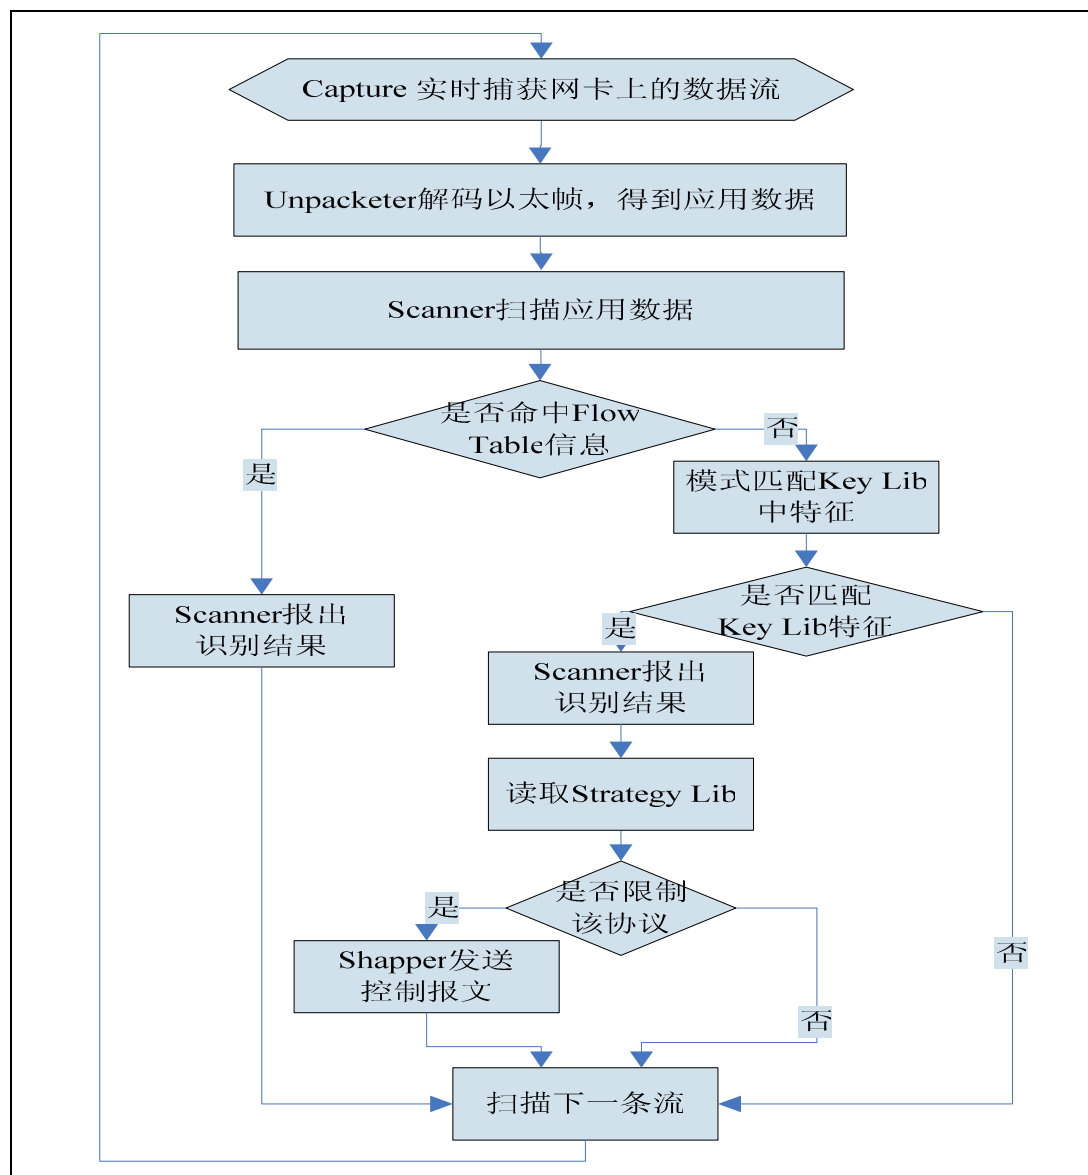 Capture 实时捕获网卡上的数据流
Unpacketer解码以太帧，得到应用数据
Scanner扫描应用数据
是否命中Flow
Table信息
是
否
模式匹配Key Lib
中特征
Scanner报出
识别结果
是否匹配
Key Lib特征
是
Scanner报出
识别结果
读取Strategy Lib
是否限制
该协议
是
Shapper发送
控制报文
否
否
扫描下一条流